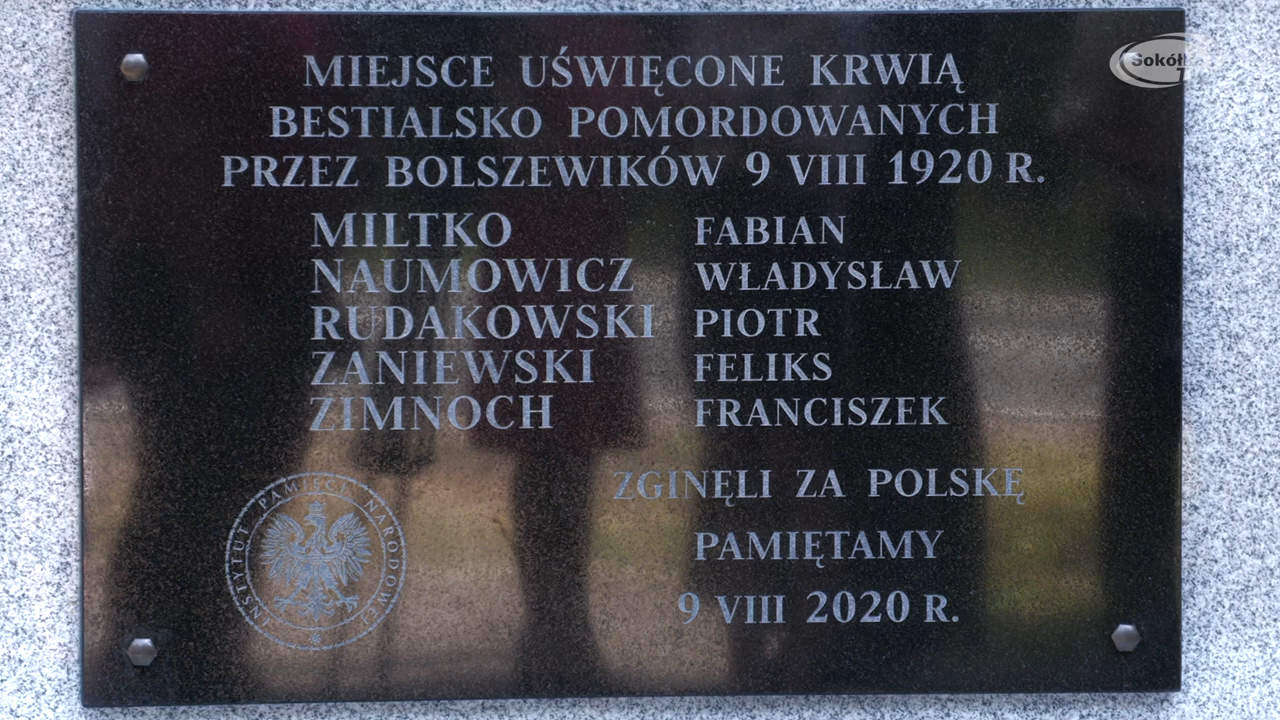 MIEJSCE UŚWIĘCONE KRWIĄ
BESTIALSKO POMORDOWANYCH
PRZEZ BOLSZEWIKÓW 9 VIII 1920 R.
MILTKO FABIAN
NAUMOWICZ WŁADYSŁAW
RUDAKOWSKI PIOTR
ZANIEWSKI FELIKS
ZIMNOCH FRANCISZEK
ZGINĘLI ZA POLSKĘ
PAMIĘTAMY
9 VIII 2020 R.
INSTYTUT PAMIĘCI NARODOWEJ